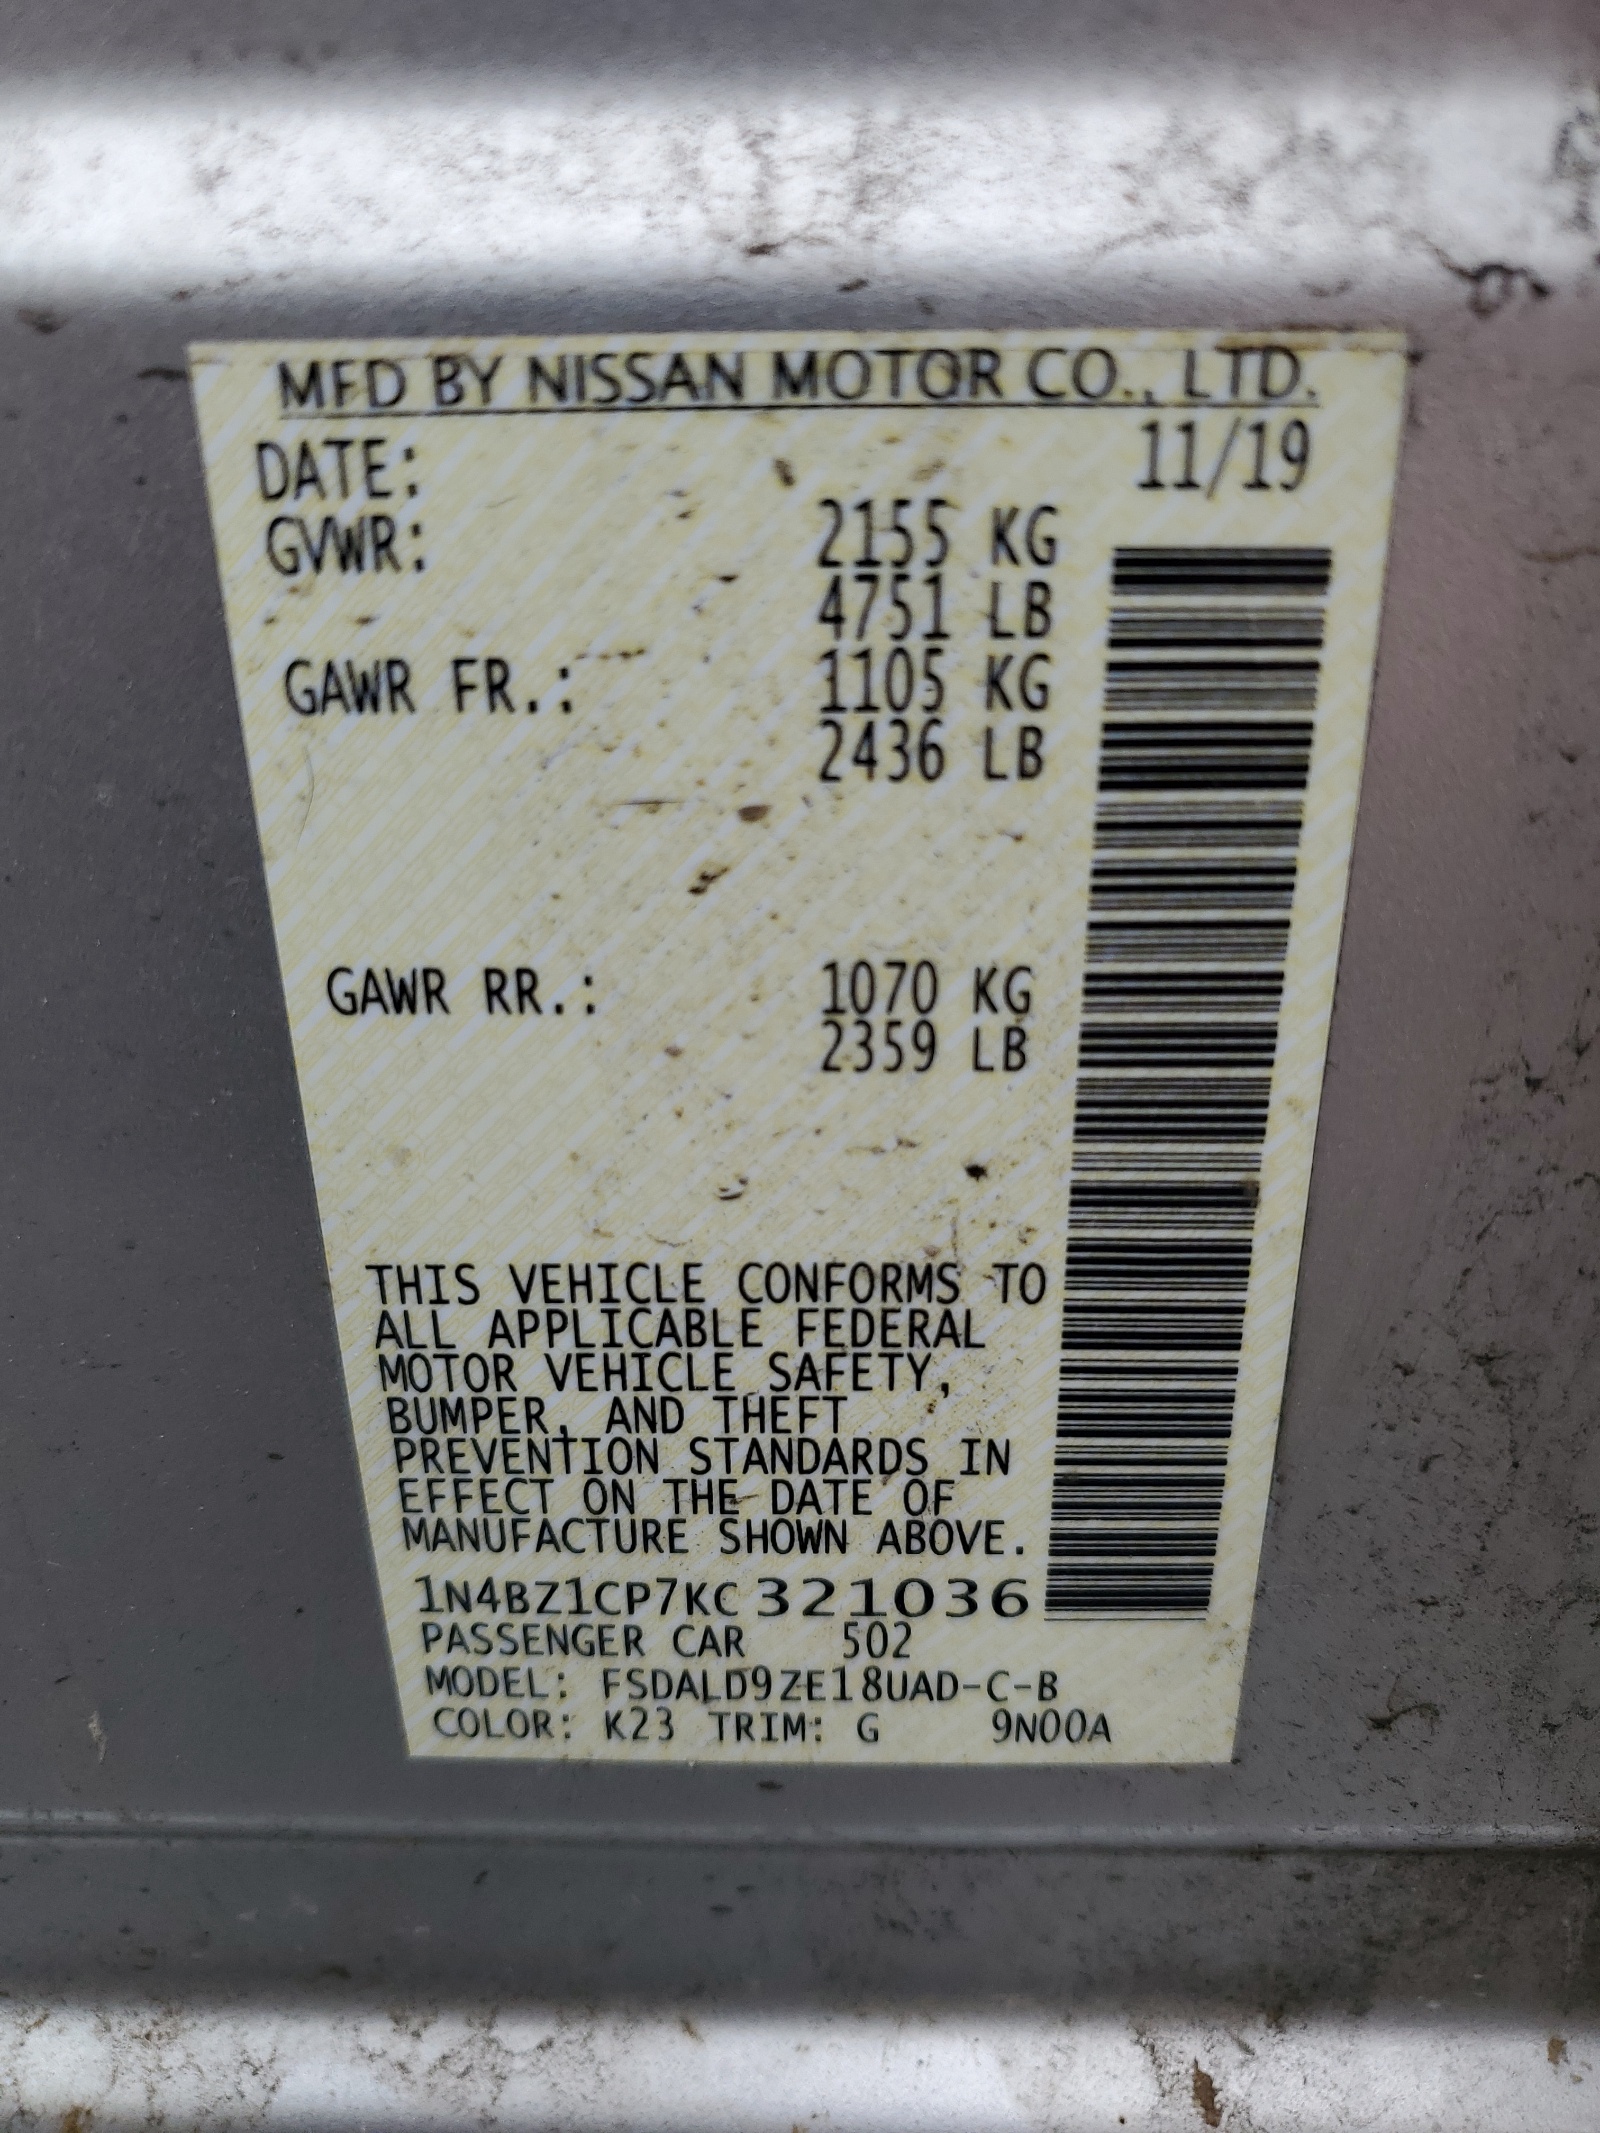 MFD BY NISSAN MOTOR CO., LTD.
DATE: 11/19
GVWR: 2155 KG
4751 LB
GAWR FR.: 1105 KG
2436 LB
GAWR RR.: 1070 KG
2359 LB
THIS VEHICLE CONFORMS TO
ALL APPLICABLE FEDERAL
MOTOR VEHICLE SAFETY,
BUMPER, AND THEFT
PREVENTION STANDARDS IN
EFFECT ON THE DATE OF
MANUFACTURE SHOWN ABOVE.
1N4BZ1CP7KC 321036
PASSENGER CAR 502
MODEL: FSDALD9ZE18UAD-C-B
COLOR: K23 TRIM: G 9N00A